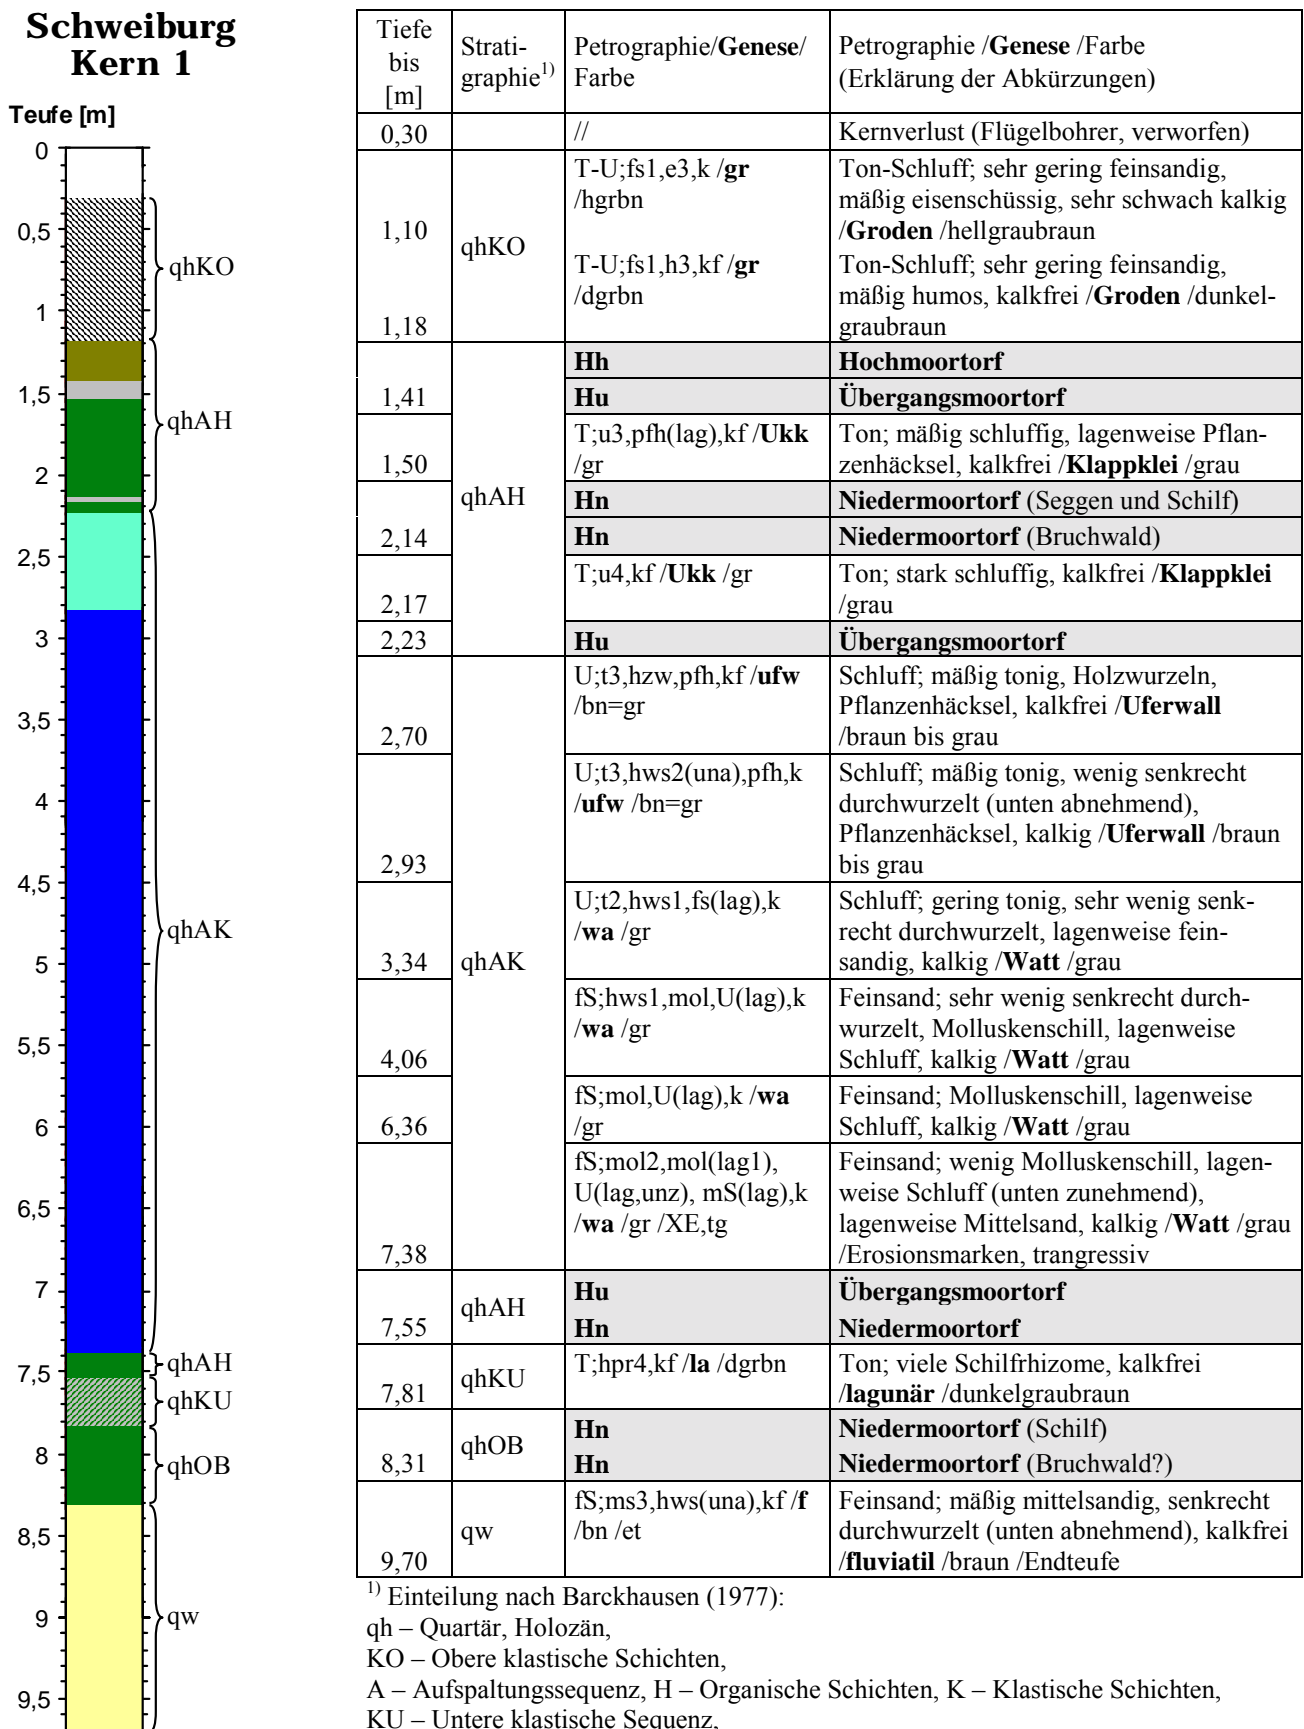 Schweiburg
Kern 1
Teufe [m]
0
0,5
1
1,5
2
2,5
3
3,5
4
4,5
5
5,5
6
6,5
7
7,5
8
8,5
9
9,5
qhKO
qhAH
qhAK
qhAH
qhKU
qhOB
qw
Tiefe
bis
[m]
Strati-
graphie1)
Petrographie/Genese/
Farbe
Petrographie /Genese /Farbe
(Erklärung der Abkürzungen)
0,30
//
Kernverlust (Flügelbohrer, verworfen)
1,10
qhKO
T-U;fs1,e3,k /gr
/hgrbn
Ton-Schluff; sehr gering feinsandig,
mäßig eisenschüssig, sehr schwach kalkig
/Groden /hellgraubraun
1,18
T-U;fs1,h3,kf /gr
/dgrbn
Ton-Schluff; sehr gering feinsandig,
mäßig humos, kalkfrei /Groden /dunkel-
graubraun
qhAH
Hh
Hochmoortorf
1,41
Hu
Übergangsmoortorf
1,50
T;u3,pfh(lag),kf /Ukk
/gr
Ton; mäßig schluffig, lagenweise Pflan-
zenhäcksel, kalkfrei /Klappklei /grau
Hn
Niedermoortorf (Seggen und Schilf)
2,14
Hn
Niedermoortorf (Bruchwald)
2,17
T;u4,kf /Ukk /gr
Ton; stark schluffig, kalkfrei /Klappklei
/grau
2,23
Hu
Übergangsmoortorf
2,70
qhAK
U;t3,hzw,pfh,kf /ufw
/bn=gr
Schluff; mäßig tonig, Holzwurzeln,
Pflanzenhäcksel, kalkfrei /Uferwall
/braun bis grau
2,93
U;t3,hws2(una),pfh,k
/ufw /bn=gr
Schluff; mäßig tonig, wenig senkrecht
durchwurzelt (unten abnehmend),
Pflanzenhäcksel, kalkig /Uferwall /braun
bis grau
3,34
U;t2,hws1,fs(lag),k
/wa /gr
Schluff; gering tonig, sehr wenig senk-
recht durchwurzelt, lagenweise fein-
sandig, kalkig /Watt /grau
4,06
fS;hws1,mol,U(lag),k
/wa /gr
Feinsand; sehr wenig senkrecht durch-
wurzelt, Molluskenschill, lagenweise
Schluff, kalkig /Watt /grau
6,36
fS;mol,U(lag),k /wa
/gr
Feinsand; Molluskenschill, lagenweise
Schluff, kalkig /Watt /grau
7,38
fS;mol2,mol(lag1),
U(lag,unz), mS(lag),k
/wa /gr /XE,tg
Feinsand; wenig Molluskenschill, lagen-
weise Schluff (unten zunehmend),
lagenweise Mittelsand, kalkig /Watt /grau
/Erosionsmarken, trangressiv
qhAH
Hu
Übergangsmoortorf
7,55
Hn
Niedermoortorf
7,81
qhKU
T;hpr4,kf /la /dgrbn
Ton; viele Schilfrhizome, kalkfrei
/lagunär /dunkelgraubraun
qhOB
Hn
Niedermoortorf (Schilf)
8,31
Hn
Niedermoortorf (Bruchwald?)
9,70
qw
fS;ms3,hws(una),kf /f
/bn /et
Feinsand; mäßig mittelsandig, senkrecht
durchwurzelt (unten abnehmend), kalkfrei
/fluviatil /braun /Endteufe
1) Einteilung nach Barckhausen (1977):
qh – Quartär, Holozän,
KO – Obere klastische Schichten,
A – Aufspaltungssequenz, H – Organische Schichten, K – Klastische Schichten,
KU – Untere klastische Sequenz,